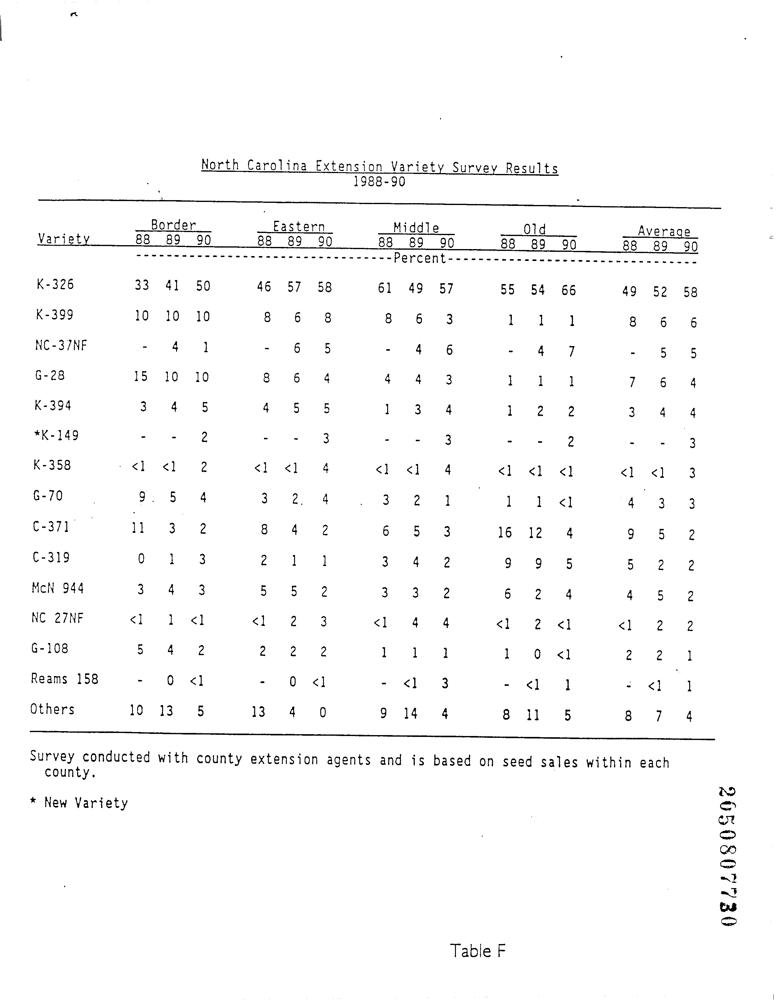 North Carolina Extension Variety Survey Results
1988-90
Border Eastern Middle Old Average
Variety 88 89 90 88 89 90 88 89 90 88 89 90 88 89 90
Percent
K-326 33 41 50 46 57 58 61 49 57 55 54 66 49 52 58
K-399 10 10 10 8 6 8 8 6 3 1 1 1 8 6 6
NC-37NF - 4 1 - 6 5 - 4 6 - 4 7 - 5 5
G-28 15 10 10 8 6 4 4 4 3 1 1 1 7 6 4
K-394 3 4 5 4 5 5 1 3 4 1 2 2 3 4 4
*K-149 - - 2 - - 3 - - 3 - - 2 - - 3
K-358 <1 <1 2 <1 <1 4 <1 <1 4 <1 <1 <1 <1 <1 3
G-70 9 5 4 3 2 4 3 2 1 1 1 <1 4 3 3
C-371 11 3 2 8 4 2 6 5 3 16 12 4 9 5 2
C-319 0 1 3 2 1 1 3 4 2 9 9 5 5 2 2
McN 944 3 4 3 5 5 2 3 3 2 6 2 4 4 5 2
NC 27NF <1 1 <1 <1 2 3 <1 4 4 <1 2 <1 <1 2 2
G-108 5 4 2 2 2 2 1 1 1 1 0 <1 2 2 1
Reams 158 - 0 <1 - 0 <1 - <1 3 - <1 1 - <1 1
Others 10 13 5 13 4 0 9 14 4 8 11 5 8 7 4
Survey conducted with county extension agents and is based on seed sales within each
county.
* New Variety
2650807730
Table F